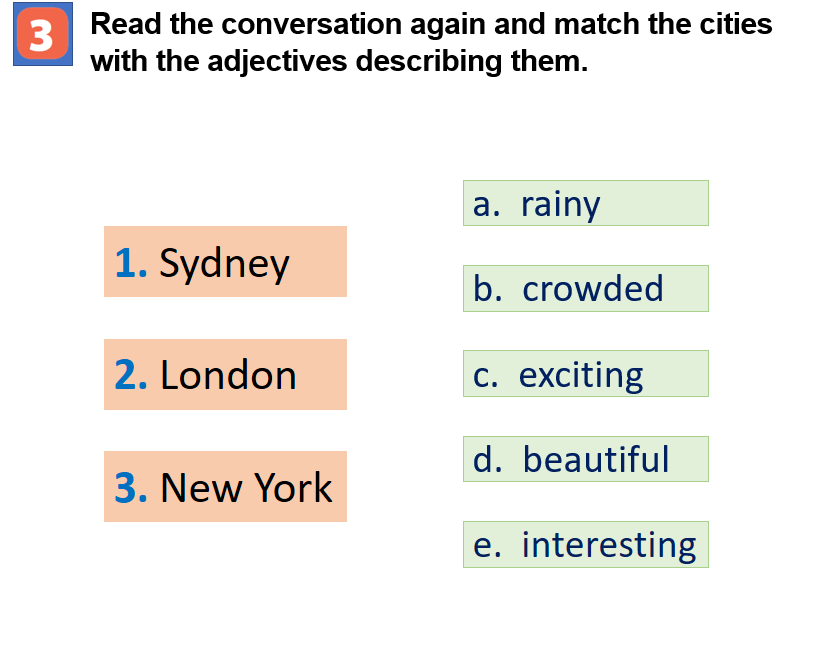 3
Read the conversation again and match the cities
with the adjectives describing them.
1. Sydney
2. London
3. New York
a. rainy
b. crowded
c. exciting
d. beautiful
e. interesting